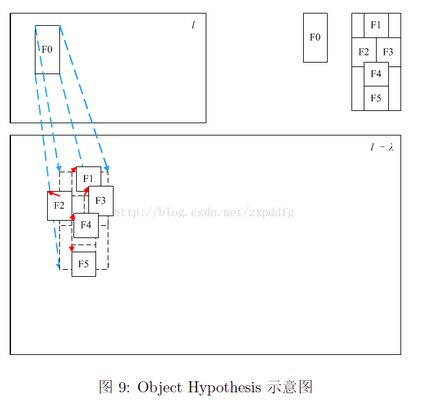 l
F0
F0
F1
F2 F3
F4
F5
l - λ
F1
F2
F3
F4
F5
http://blog.csdn.net/zxpddfg
图 9: Object Hypothesis 示意图